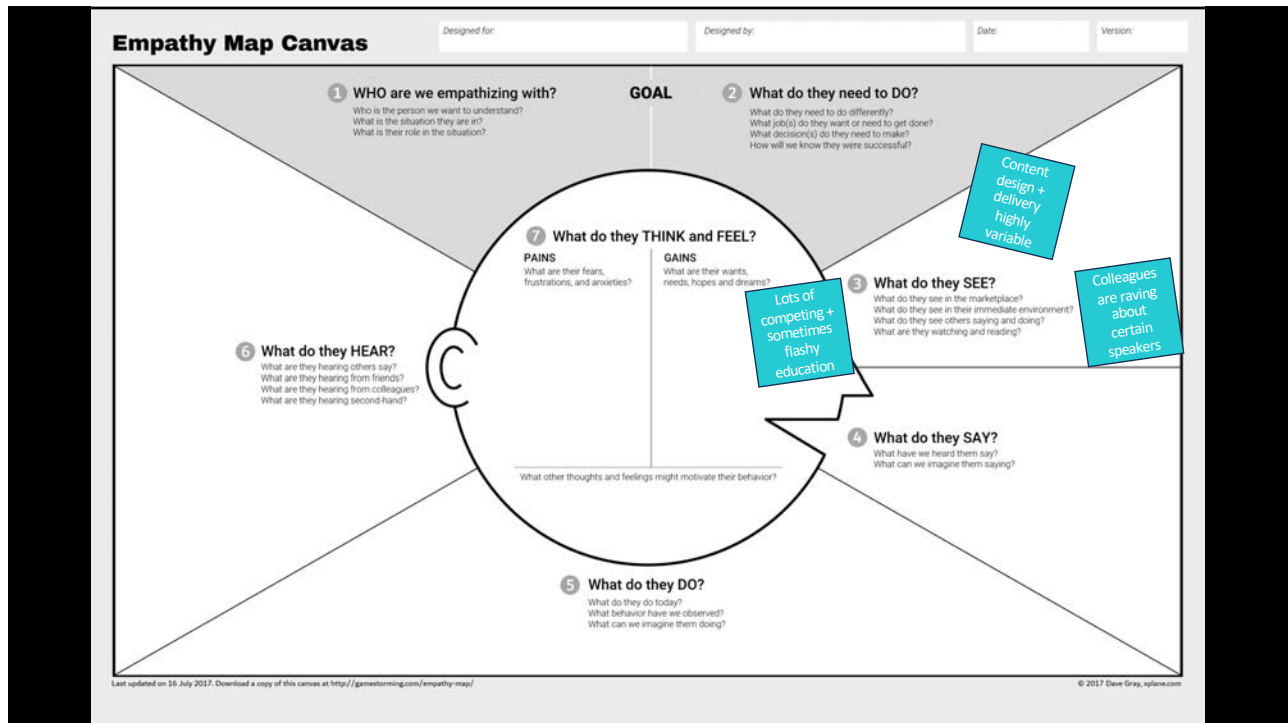 Empathy Map Canvas
Designed for:
Designed by:
Date:
Version:
1 WHO are we empathizing with?
Who is the person we want to understand?
What is the situation they are in?
What is their role in the situation?
GOAL
2 What do they need to DO?
What do they need to do differently?
What job(s) do they want or need to get done?
What decision(s) do they need to make?
How will we know they were successful?
Content
design +
delivery
highly
variable
7 What do they THINK and FEEL?
PAINS
What are their fears,
frustrations, and anxieties?
GAINS
What are their wants,
needs, hopes and dreams?
Lots of
competing +
sometimes
flashy
education
3 What do they SEE?
What do they see in the marketplace?
What do they see in their immediate environment?
What do they see others saying and doing?
What are they watching and reading?
Colleagues
are raving
about
certain
speakers
6 What do they HEAR?
What are they hearing others say?
What are they hearing from friends?
What are they hearing from colleagues?
What are they hearing second-hand?
4 What do they SAY?
What have we heard them say?
What can we imagine them saying?
What other thoughts and feelings might motivate their behavior?
5 What do they DO?
What do they do today?
What behavior have we observed?
What can we imagine them doing?
Last updated on 16 July 2017. Download a copy of this canvas at http://gamestorming.com/empathy-map/
© 2017 Dave Gray, xplane.com